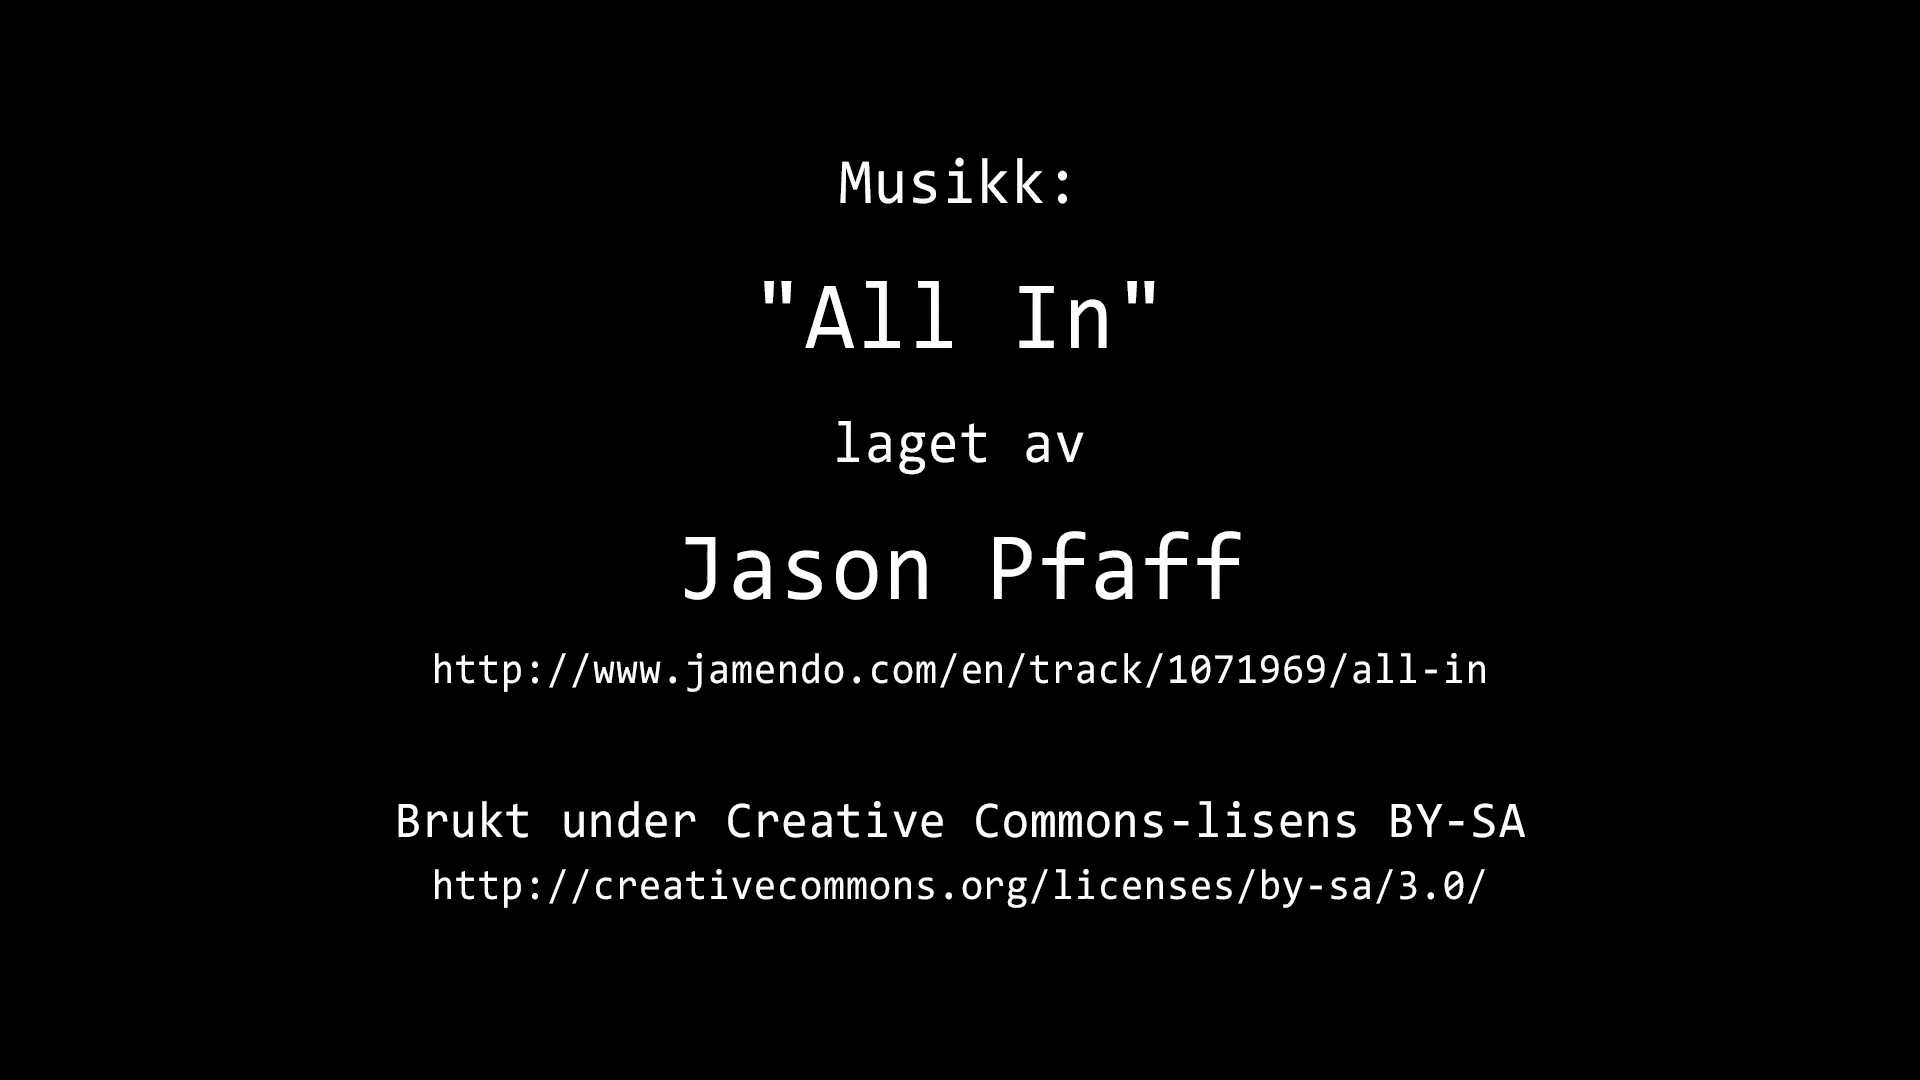 Musikk:
"All In"
laget av
Jason Pfaff
http://www.jamendo.com/en/track/1071969/all-in
Brukt under Creative Commons-lisens BY-SA
http://creativecommons.org/licenses/by-sa/3.0/